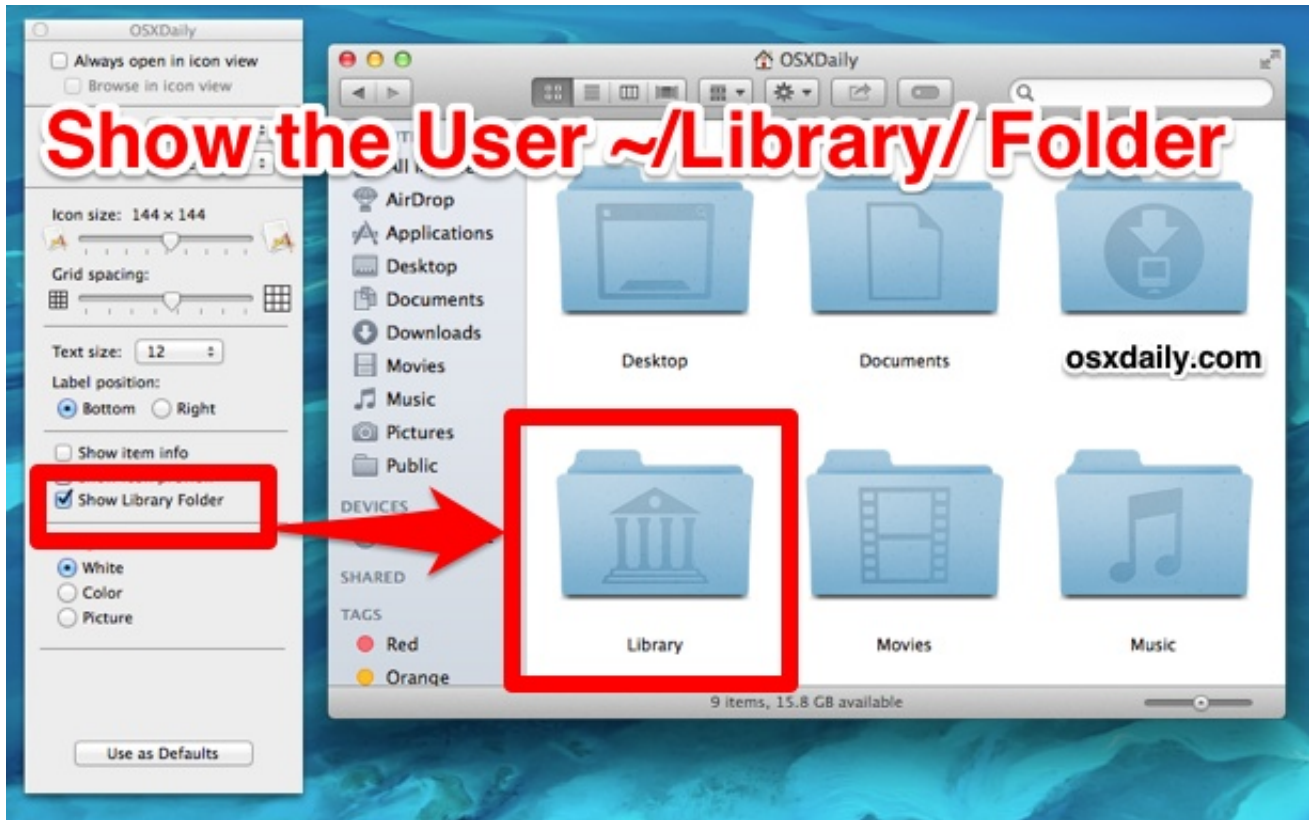 OSXDaily
Always open in icon view
Browse in icon view
Show the User ~/Library/ Folder
Icon size: 144 × 144
Grid spacing:
Text size: 12
Label position:
Bottom Right
Show item info
Show Library Folder
White
Color
Picture
Use as Defaults
OSXDaily
AirDrop
Applications
Desktop
Documents
Downloads
Movies
Music
Pictures
Public
DEVICES
SHARED
TAGS
Red
Orange
Desktop
Documents
osxdaily.com
Library
Movies
Music
9 items, 15.8 GB available